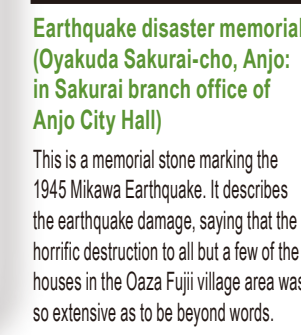 Earthquake disaster memorial
(Oyakuda Sakurai-cho, Anjo:
in Sakurai branch office of
Anjo City Hall)
This is a memorial stone marking the
1945 Mikawa Earthquake. It describes
the earthquake damage, saying that the
horrific destruction to all but a few of the
houses in the Oaza Fujii village area was
so extensive as to be beyond words.